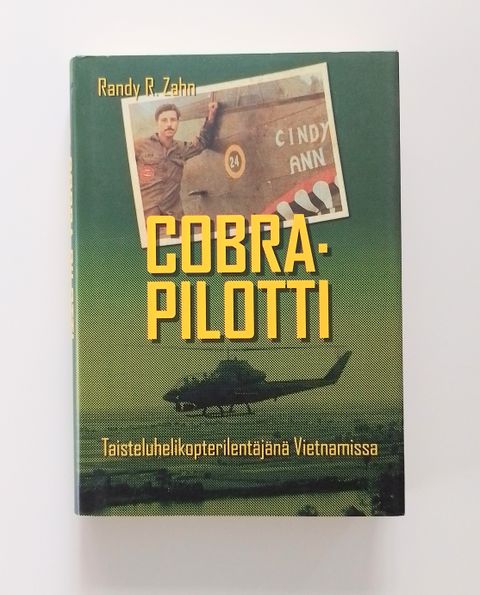 Randy R. Zahn
CINDY
ANN
24
COBRA-
PILOTTI
Taisteluhelikopterilentäjänä Vietnamissa